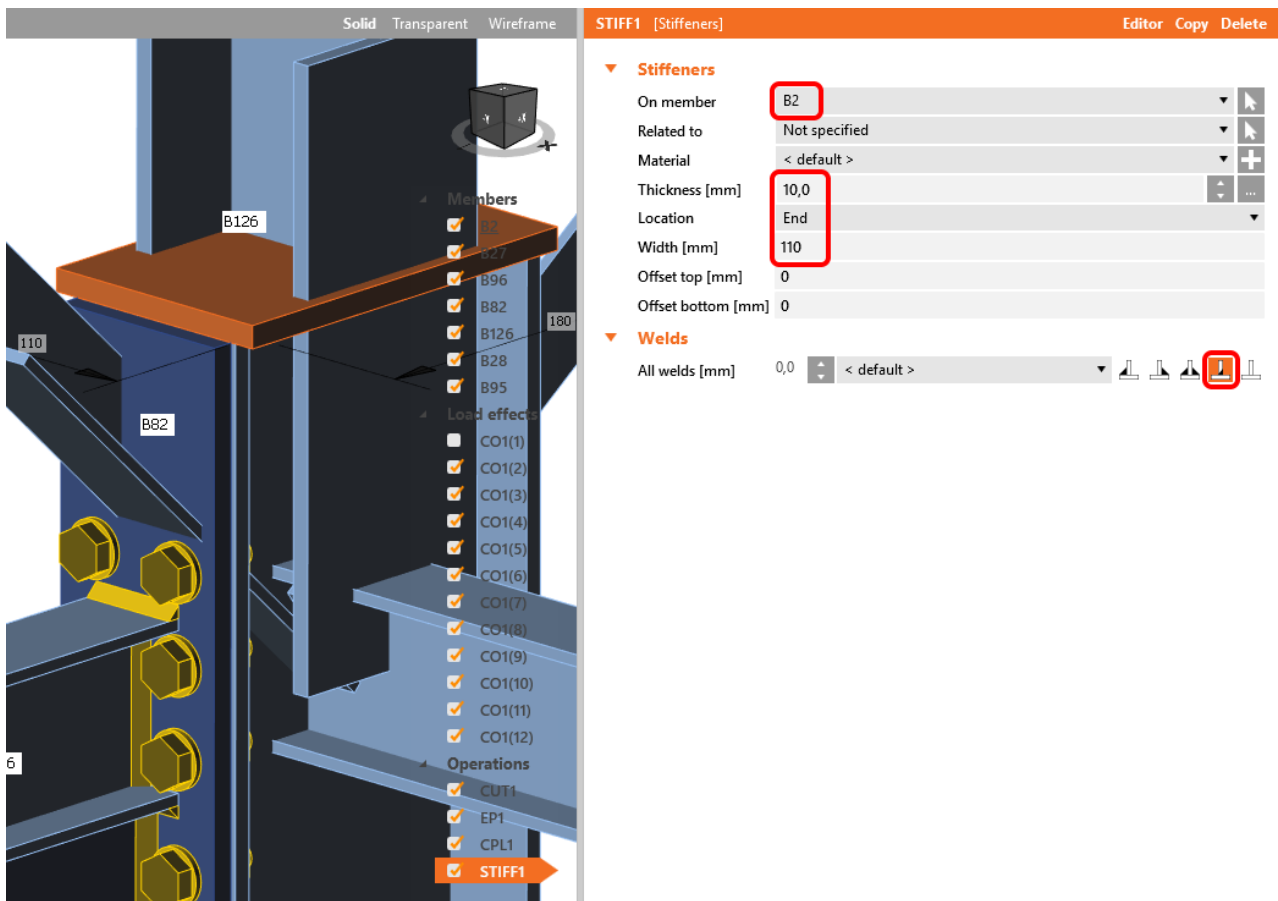 Solid Transparent Wireframe
B126
110
180
B82
6
Members
B2
B27
B96
B82
B126
B28
B95
Load effects
CO1(1)
CO1(2)
CO1(3)
CO1(4)
CO1(5)
CO1(6)
CO1(7)
CO1(8)
CO1(9)
CO1(10)
CO1(11)
CO1(12)
Operations
CUT1
EP1
CPL1
STIFF1
STIFF1 [Stiffeners] Editor Copy Delete
Stiffeners
On member B2
Related to Not specified
Material < default >
Thickness [mm] 10,0 ...
Location End
Width [mm] 110
Offset top [mm] 0
Offset bottom [mm] 0
Welds
All welds [mm] 0,0 < default >